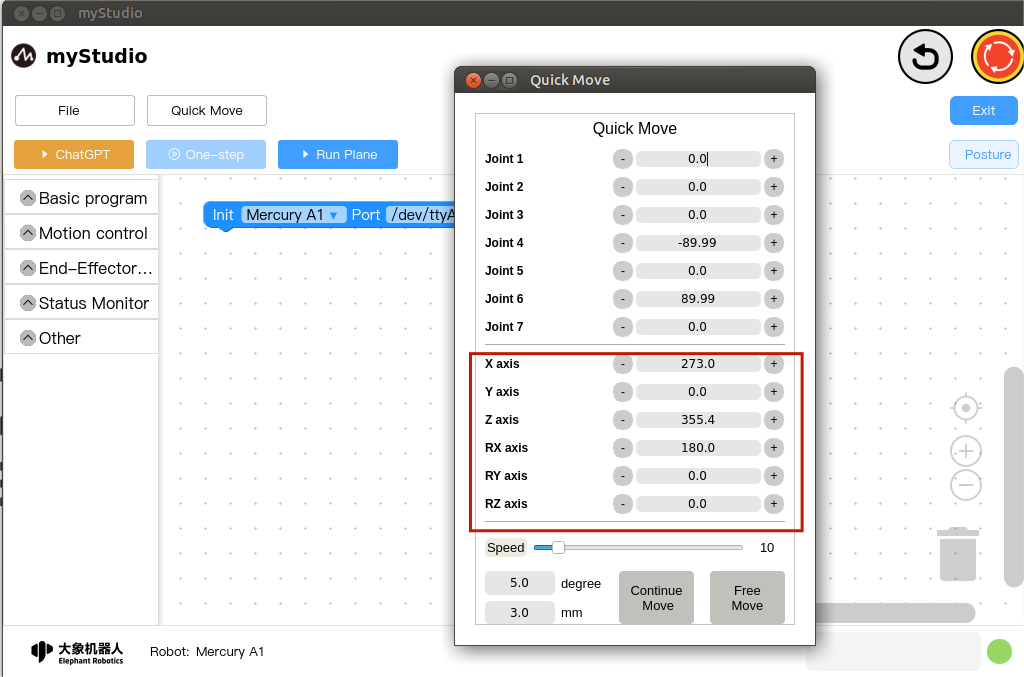 myStudio
myStudio
File
Quick Move
Exit
ChatGPT
One-step
Run Plane
Posture
Basic program
Motion control
End-Effector...
Status Monitor
Other
Init Mercury A1 ▼ Port /dev/ttyA
Quick Move
Quick Move
Joint 1 - 0.0 +
Joint 2 - 0.0 +
Joint 3 - 0.0 +
Joint 4 - -89.99 +
Joint 5 - 0.0 +
Joint 6 - 89.99 +
Joint 7 - 0.0 +
X axis - 273.0 +
Y axis - 0.0 +
Z axis - 355.4 +
RX axis - 180.0 +
RY axis - 0.0 +
RZ axis - 0.0 +
Speed 10
5.0 degree
3.0 mm
Continue
Move
Free
Move
大象机器人
Elephant Robotics
Robot: Mercury A1